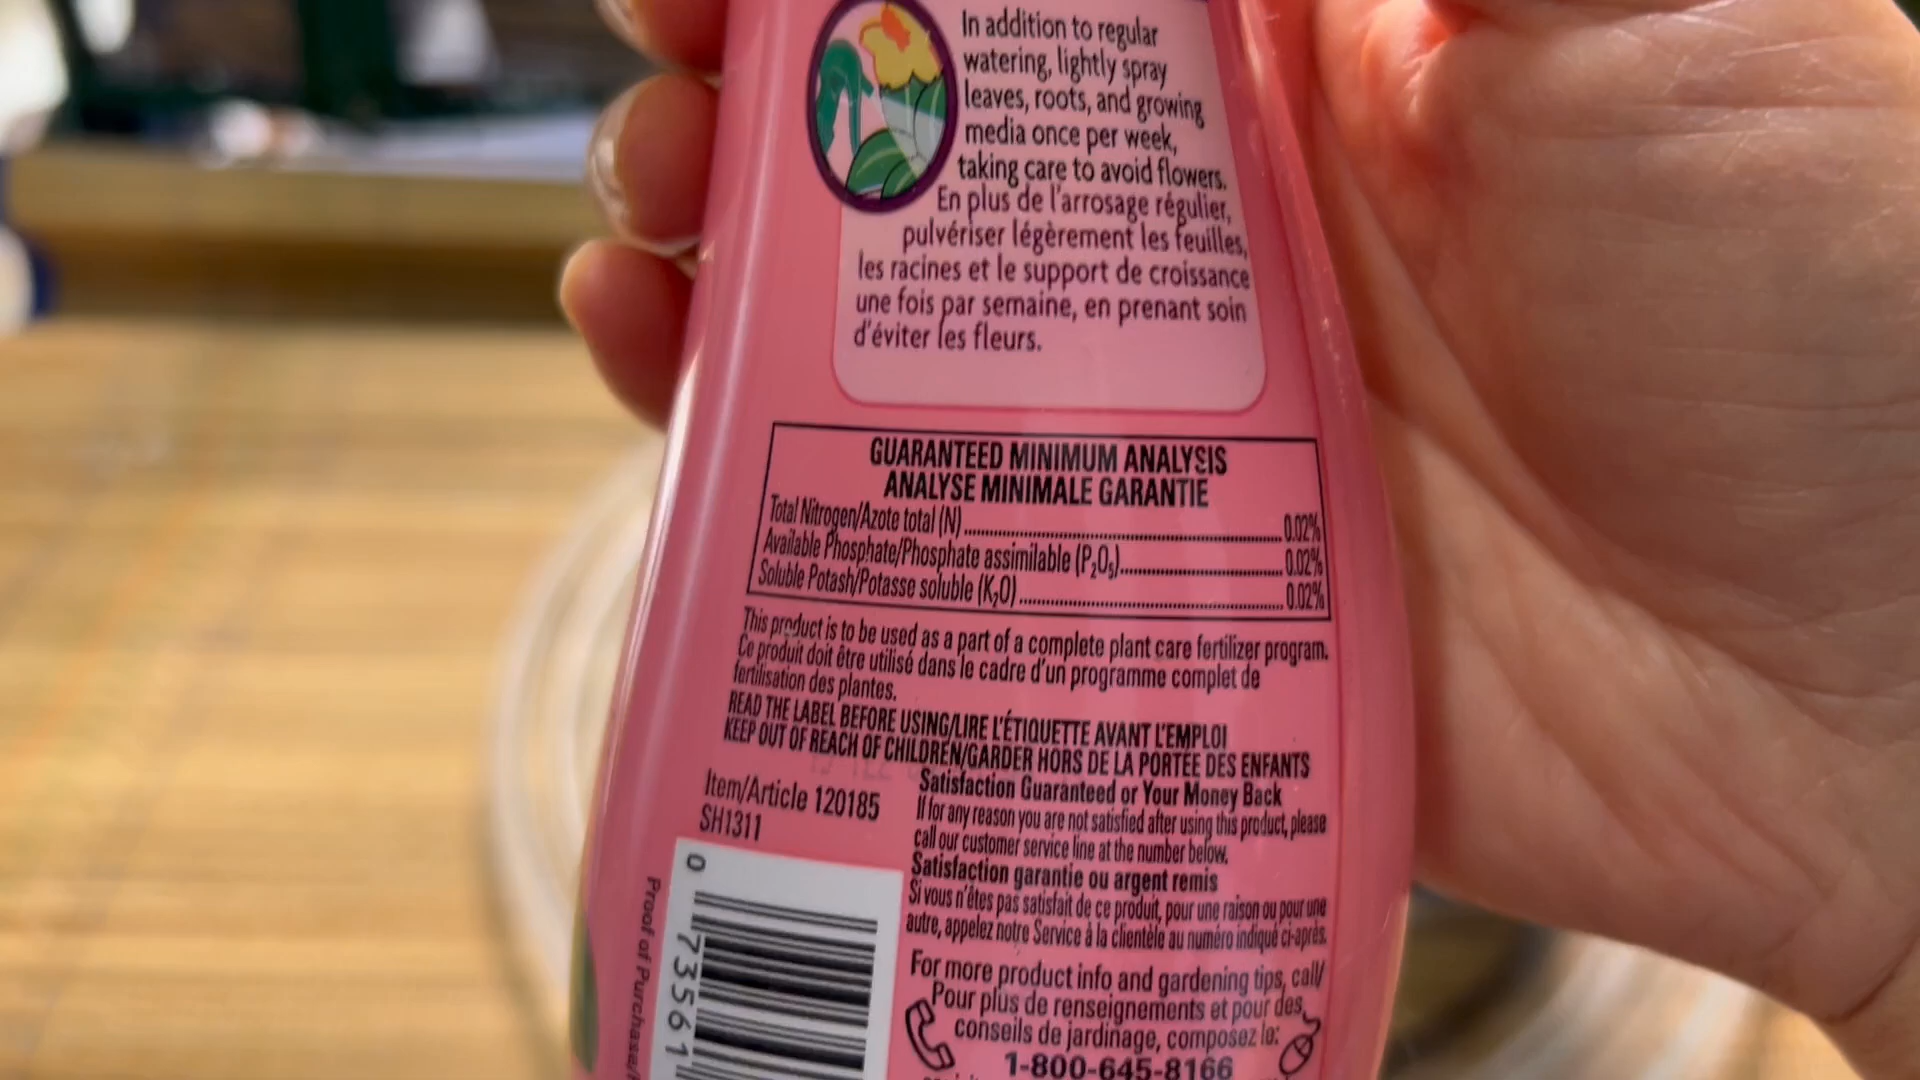 In addition to regular
watering, lightly spray
leaves, roots, and growing
media once per week,
taking care to avoid flowers.
En plus de l'arrosage régulier,
pulvériser légèrement les feuilles,
les racines et le support de croissance
une fois par semaine, en prenant soin
d'éviter les fleurs.
GUARANTEED MINIMUM ANALYSIS
ANALYSE MINIMALE GARANTIE
Total Nitrogen/Azote total (N) 0.02%
Available Phosphate/Phosphate assimilable (P₂O₅) 0.02%
Soluble Potash/Potasse soluble (K₂O) 0.02%
This product is to be used as a part of a complete plant care fertilizer program.
Ce produit doit être utilisé dans le cadre d'un programme complet de
fertilisation des plantes.
READ THE LABEL BEFORE USING/LIRE L'ÉTIQUETTE AVANT L'EMPLOI
KEEP OUT OF REACH OF CHILDREN/GARDER HORS DE LA PORTÉE DES ENFANTS
Item/Article 120185
SH1311
Satisfaction Guaranteed or Your Money Back
If for any reason you are not satisfied after using this product, please
call our customer service line at the number below.
Satisfaction garantie ou argent remis
Si vous n'êtes pas satisfait de ce produit, pour une raison ou pour une
autre, appelez notre Service à la clientèle au numéro indiqué ci-après.
For more product info and gardening tips, call/
Pour plus de renseignements et pour des
conseils de jardinage, composez le:
1-800-645-8166
Proof of Purchase/
0 73561